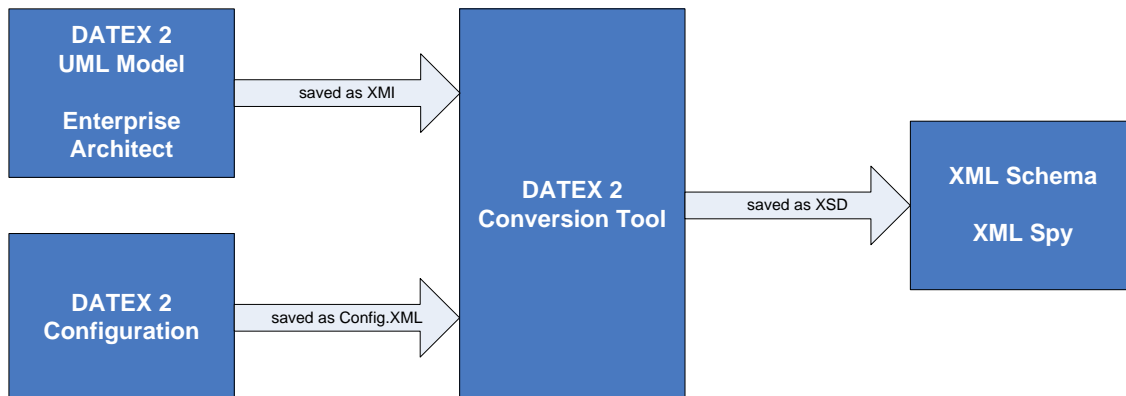 DATEX 2
UML Model
Enterprise
Architect
saved as XMI
DATEX 2
Configuration
saved as Config.XML
DATEX 2
Conversion Tool
saved as XSD
XML Schema
XML Spy